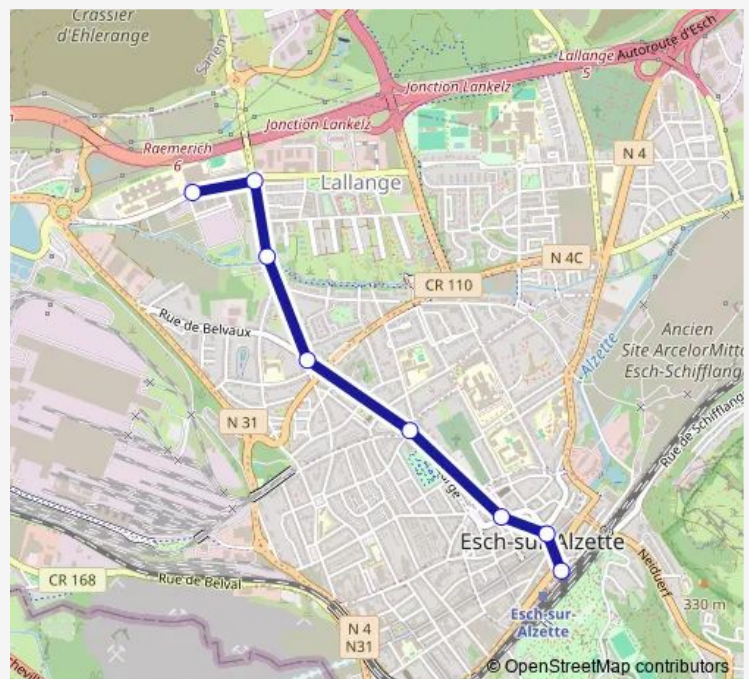 Crassier
d'Ehlerange
Sanem
Lallange
5
Autoroute d'Esch
Jonction Lankelz
Jonction Lankelz
Raemerich
6
N 4
Lallange
N 4C
CR 110
Rue de Belvaux
Alzette
Ancien
Site ArcelorMitta
Esch-Schifflang
N 31
Rue de Schifflang
Esch-sur-Alzette
CR 168
Rue de Belval
Neiduerf
330 m
Esch-sur-
Alzette
N 4
N31
© OpenStreetMap contributors